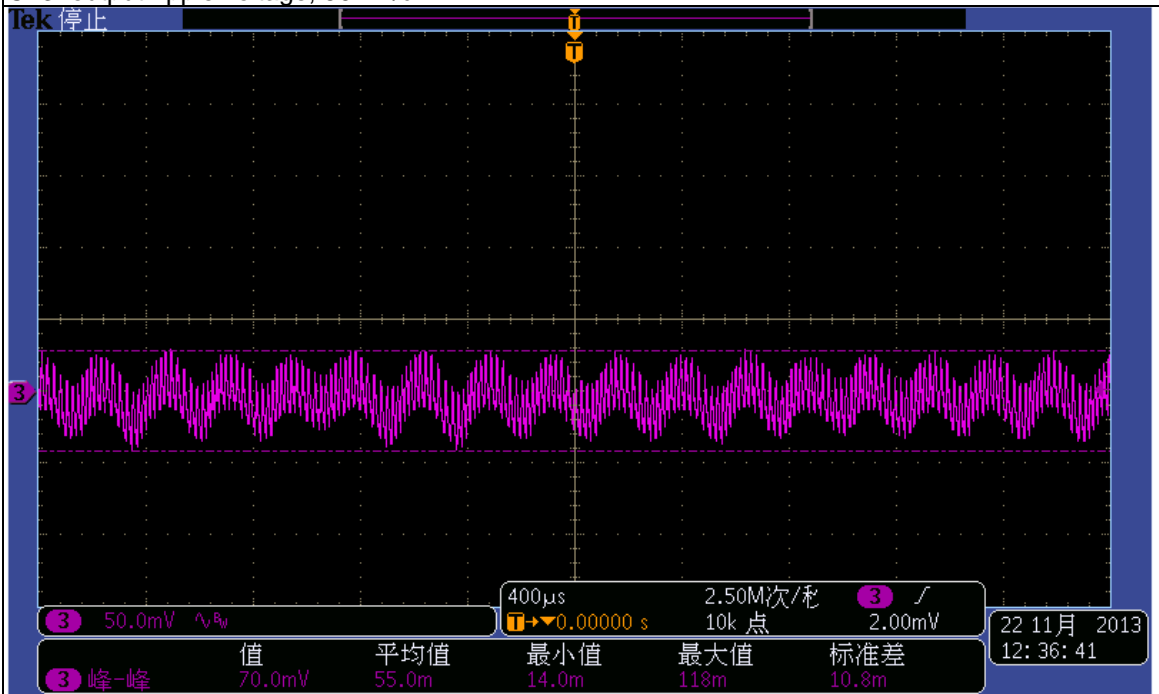 Tek 停止
T
T
3
400µs 2.50M次/秒 3
T→▼0.00000 s 10k 点 2.00mV
3 50.0mV
22 11月 2013
12:36:41
值 平均值 最小值 最大值 标准差
3 峰-峰 70.0mV 55.0m 14.0m 118m 10.8m